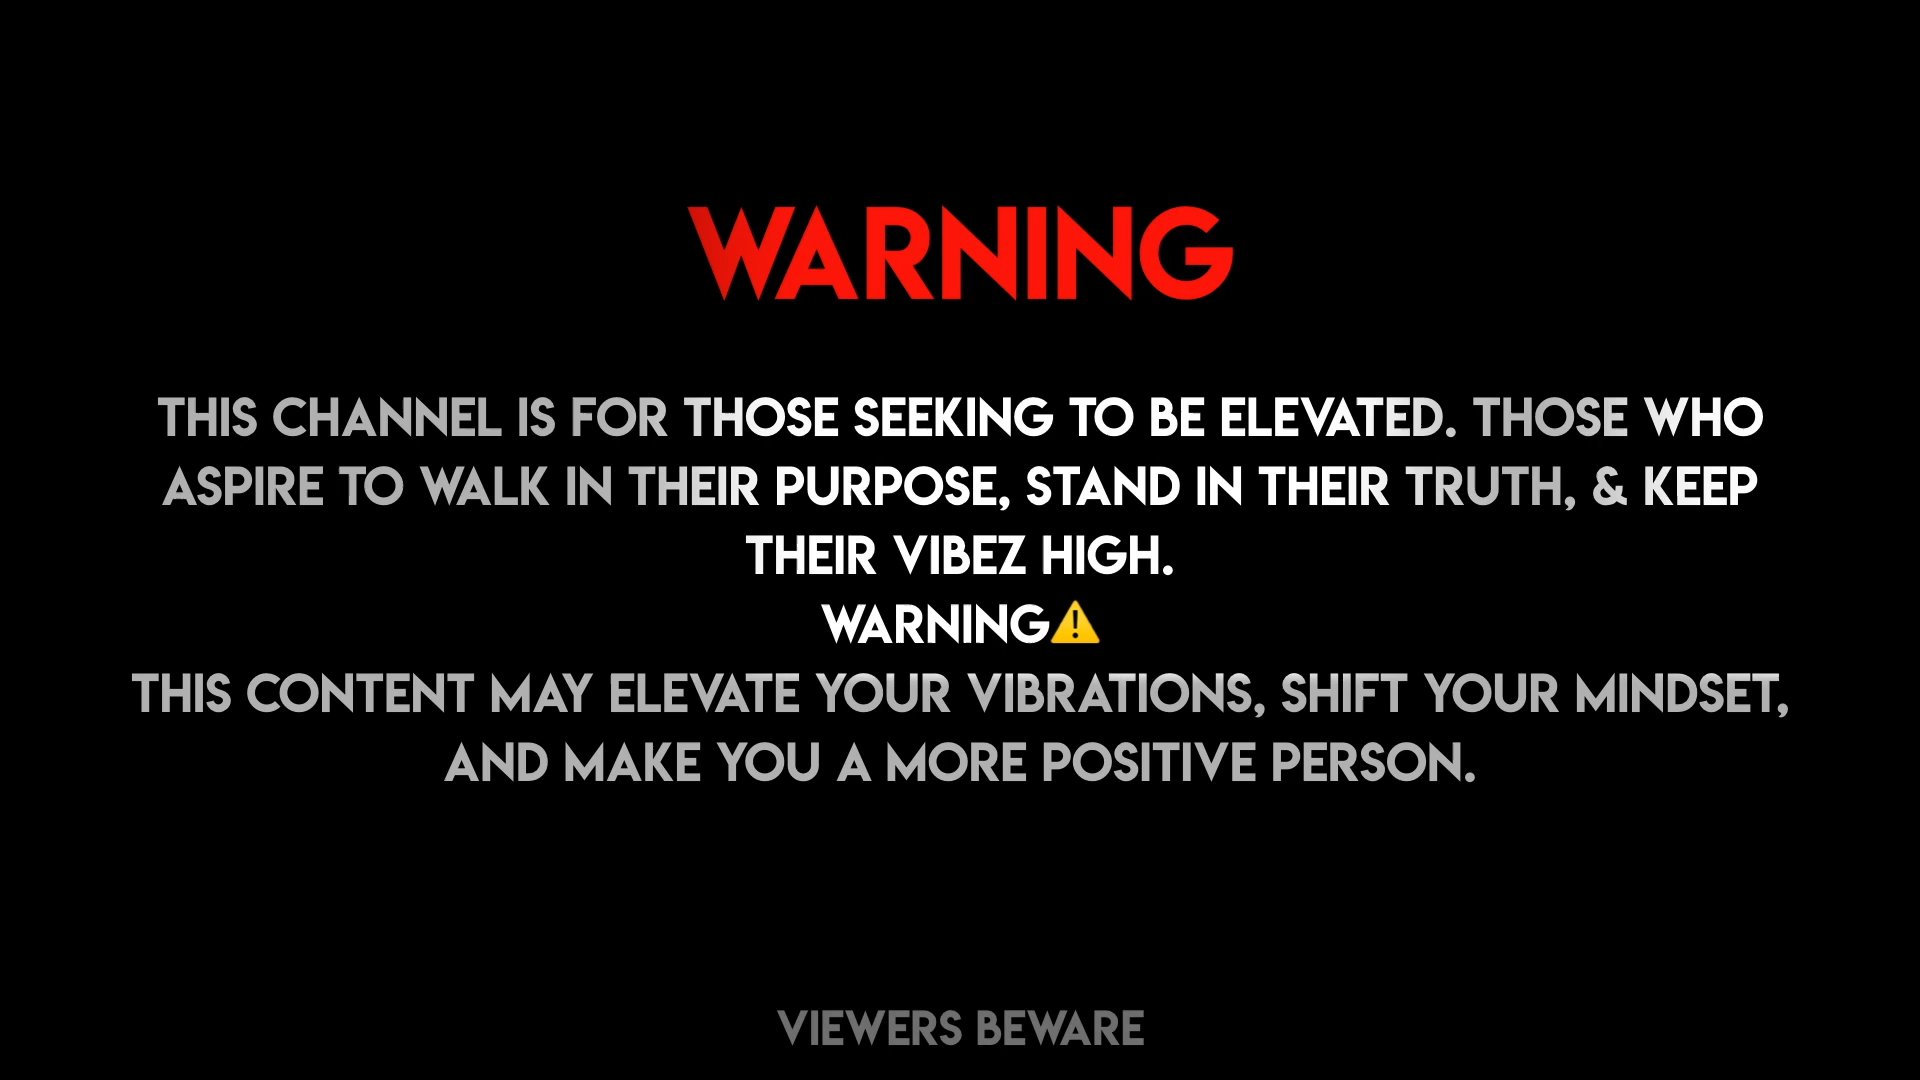 WARNING
THIS CHANNEL IS FOR THOSE SEEKING TO BE ELEVATED. THOSE WHO
ASPIRE TO WALK IN THEIR PURPOSE, STAND IN THEIR TRUTH, & KEEP
THEIR VIBEZ HIGH.
WARNING⚠️
THIS CONTENT MAY ELEVATE YOUR VIBRATIONS, SHIFT YOUR MINDSET,
AND MAKE YOU A MORE POSITIVE PERSON.
VIEWERS BEWARE